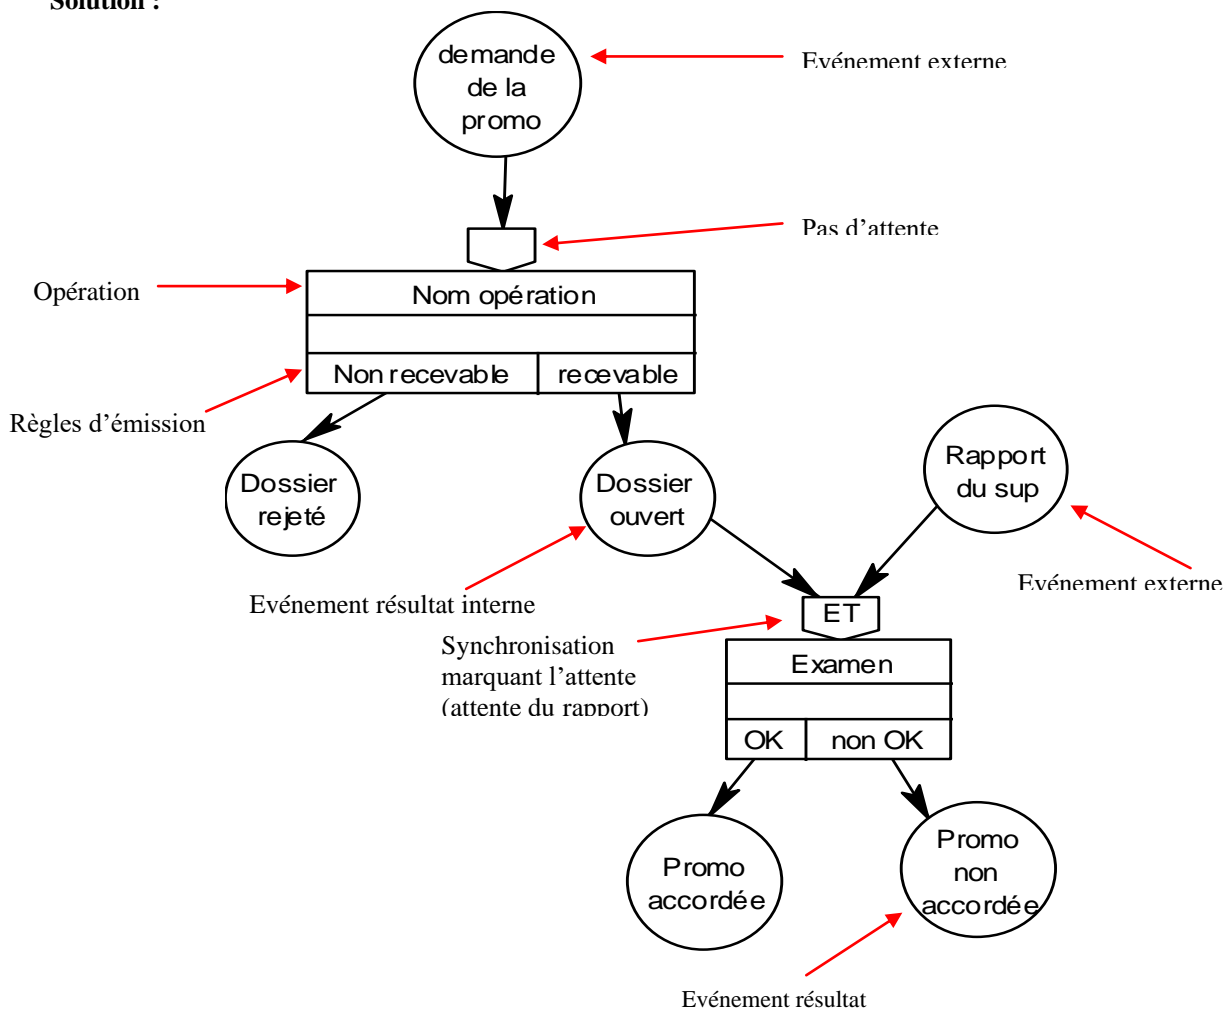 Solution :
demande
de la
promo
Evénement externe
Pas d'attente
Opération
Nom opération
Non recevable
recevable
Règles d'émission
Dossier
rejeté
Dossier
ouvert
Rapport
du sup
Evénement externe
Evénement résultat interne
ET
Synchronisation
marquant l'attente
(attente du rapport)
Examen
OK
non OK
Promo
accordée
Promo
non
accordée
Evénement résultat